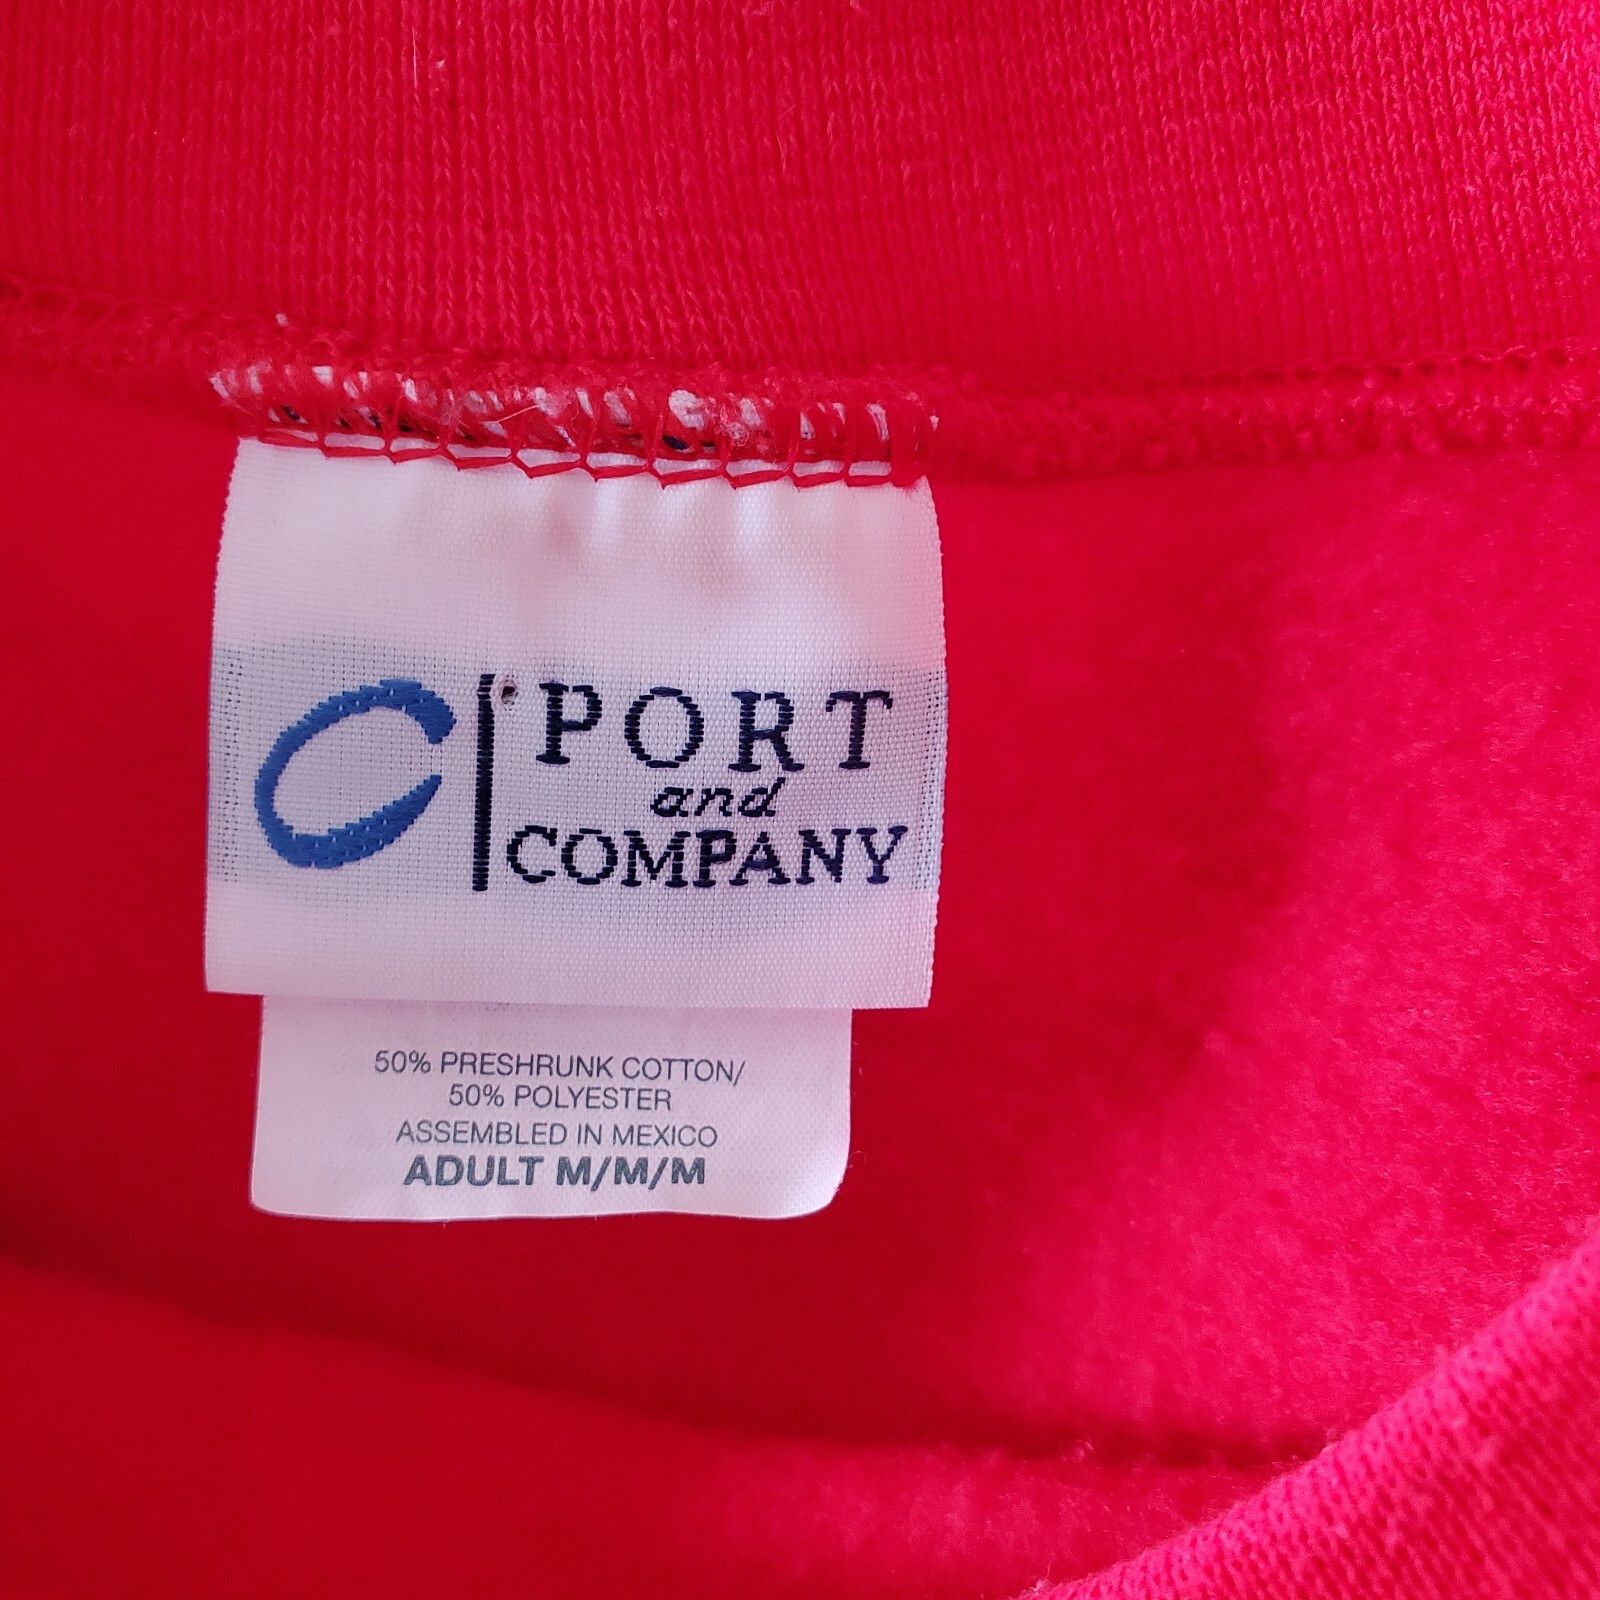 C | PORT
and
COMPANY
50% PRESHRUNK COTTON/
50% POLYESTER
ASSEMBLED IN MEXICO
ADULT M/M/M